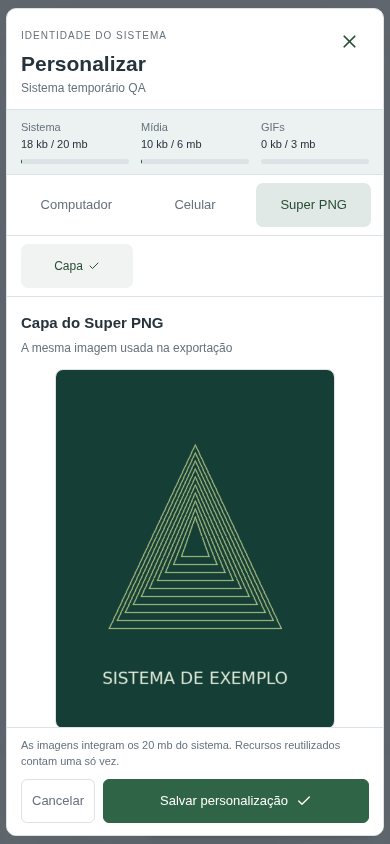 IDENTIDADE DO SISTEMA
Personalizar
Sistema temporário QA
Sistema
18 kb / 20 mb
Mídia
10 kb / 6 mb
GIFs
0 kb / 3 mb
Computador
Celular
Super PNG
Capa
Capa do Super PNG
A mesma imagem usada na exportação
SISTEMA DE EXEMPLO
As imagens integram os 20 mb do sistema. Recursos reutilizados
contam uma só vez.
Cancelar
Salvar personalização